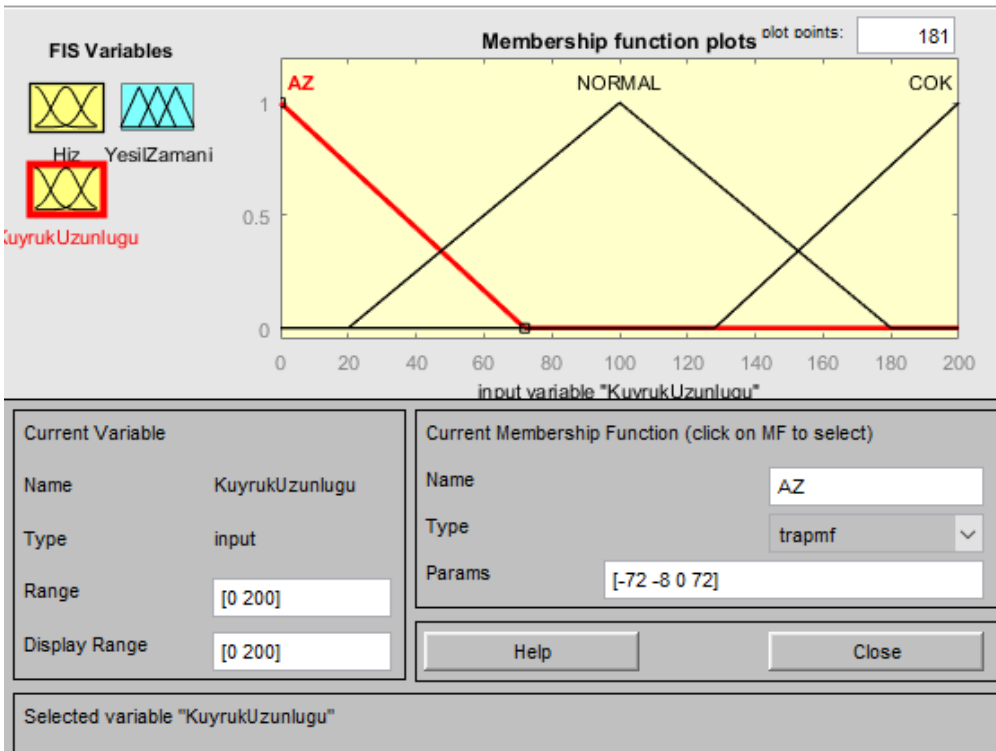 FIS Variables
Membership function plots
plot points:
181
AZ
NORMAL
COK
1
0.5
0
Hiz
YesilZamani
KuyrukUzunlugu
0 20 40 60 80 100 120 140 160 180 200
input variable "KuyrukUzunlugu"
Current Variable
Name KuyrukUzunlugu
Type input
Range [0 200]
Display Range [0 200]
Current Membership Function (click on MF to select)
Name AZ
Type trapmf
Params [-72 -8 0 72]
Help Close
Selected variable "KuyrukUzunlugu"